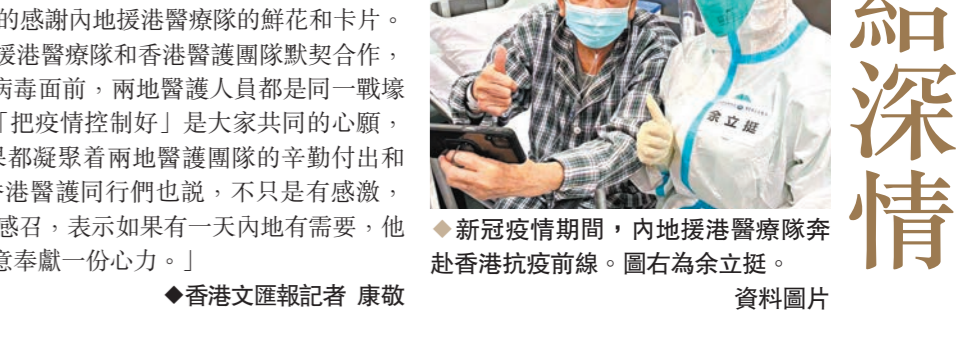 的感謝內地援港醫療隊的鮮花和卡片。
援港醫療隊和香港醫護團隊默契合作，
病毒面前，兩地醫護人員都是同一戰壕
「把疫情控制好」是大家共同的心願，
果都凝聚着兩地醫護團隊的辛勤付出和
香港醫護同行們也説，不只是有感激，
感召，表示如果有一天內地有需要，他
意奉獻一份心力。」
◆香港文匯報記者 康敬
余立挺
◆新冠疫情期間，內地援港醫療隊奔
赴香港抗疫前線。圖右為余立挺。
資料圖片
深情